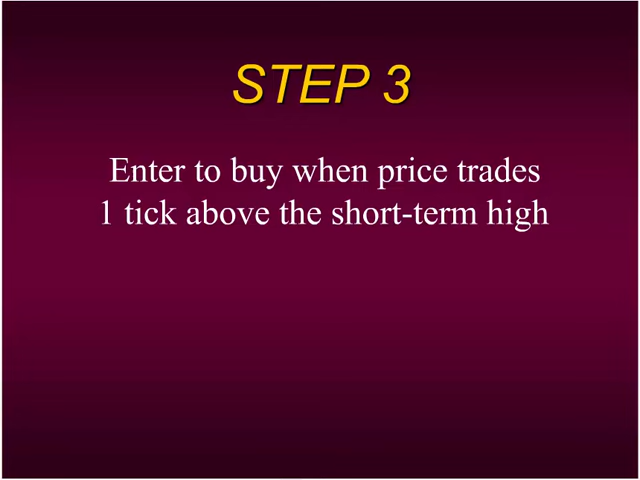 STEP 3
Enter to buy when price trades
1 tick above the short-term high